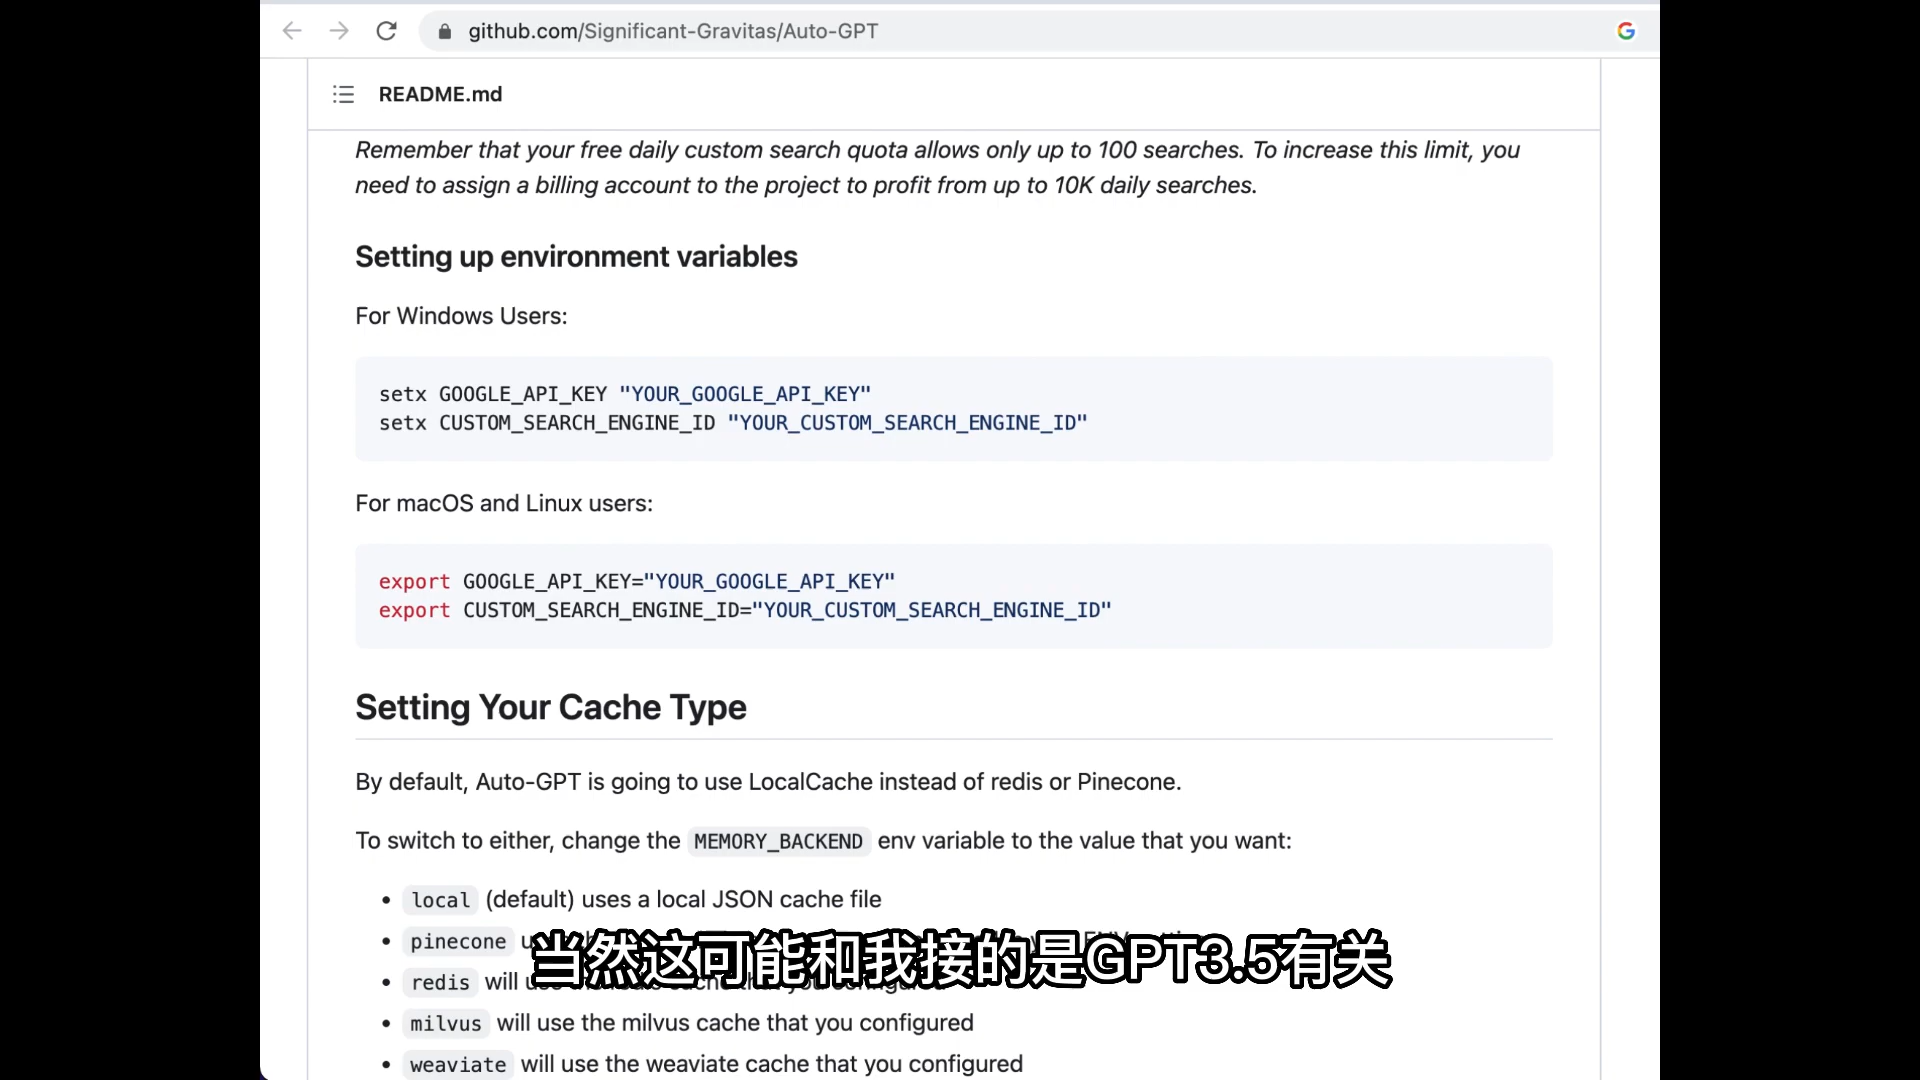 github.com/Significant-Gravitas/Auto-GPT
README.md
Remember that your free daily custom search quota allows only up to 100 searches. To increase this limit, you
need to assign a billing account to the project to profit from up to 10K daily searches.
Setting up environment variables
For Windows Users:
setx GOOGLE_API_KEY "YOUR_GOOGLE_API_KEY"
setx CUSTOM_SEARCH_ENGINE_ID "YOUR_CUSTOM_SEARCH_ENGINE_ID"
For macOS and Linux users:
export GOOGLE_API_KEY="YOUR_GOOGLE_API_KEY"
export CUSTOM_SEARCH_ENGINE_ID="YOUR_CUSTOM_SEARCH_ENGINE_ID"
Setting Your Cache Type
By default, Auto-GPT is going to use LocalCache instead of redis or Pinecone.
To switch to either, change the MEMORY_BACKEND env variable to the value that you want:
• local (default) uses a local JSON cache file
• pinecone
• redis will
当然这可能和我接的是GPT3.5有关
• milvus will use the milvus cache that you configured
• weaviate will use the weaviate cache that you configured